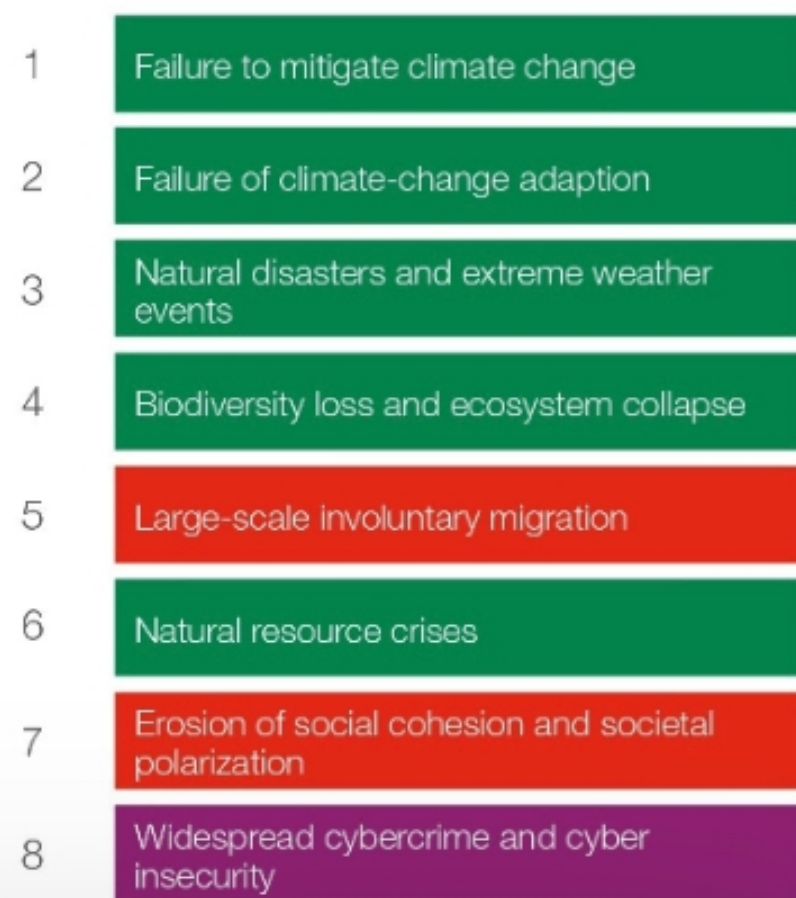 1 Failure to mitigate climate change
2 Failure of climate-change adaption
3 Natural disasters and extreme weather
events
4 Biodiversity loss and ecosystem collapse
5 Large-scale involuntary migration
6 Natural resource crises
7 Erosion of social cohesion and societal
polarization
8 Widespread cybercrime and cyber
insecurity